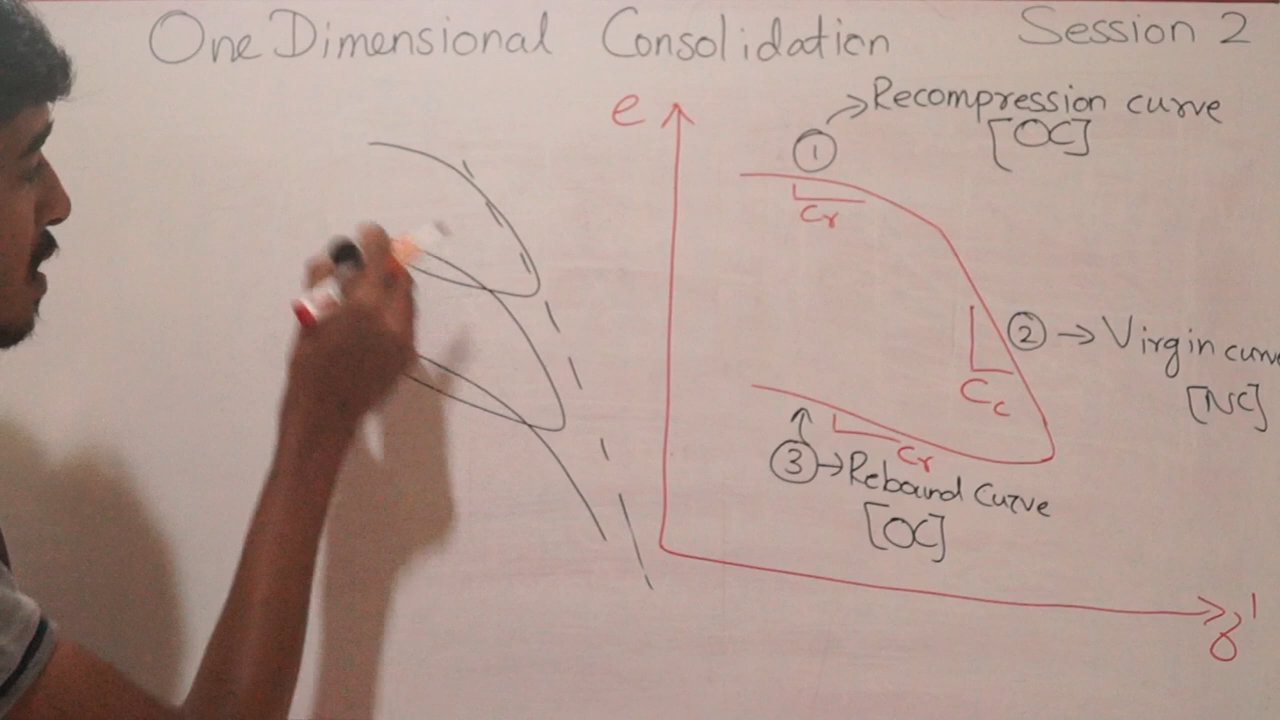 One Dimensional Consolidation Session 2
e
① → Recompression curve
[OC]
Cr
② → Virgin curve
[NC]
Cc
③ → Rebound Curve
[OC]
Cr